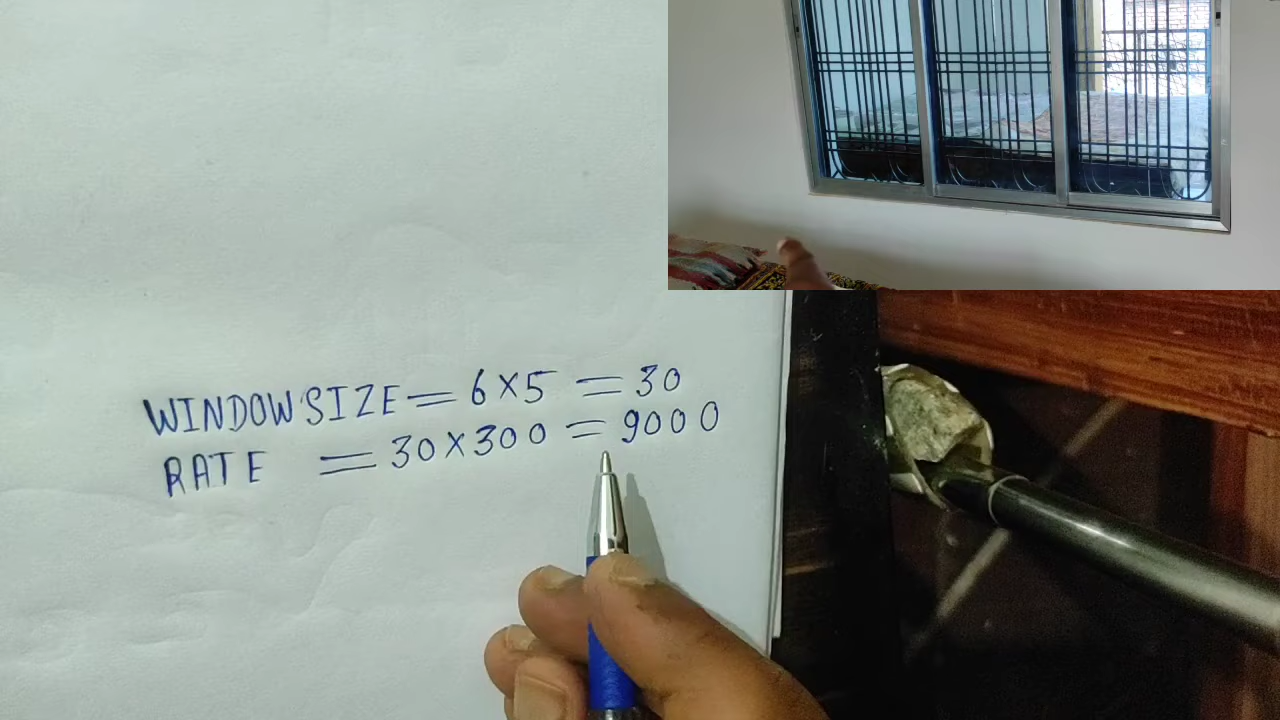 WINDOW SIZE = 6 X 5 = 30
RATE = 30 X 300 = 9000